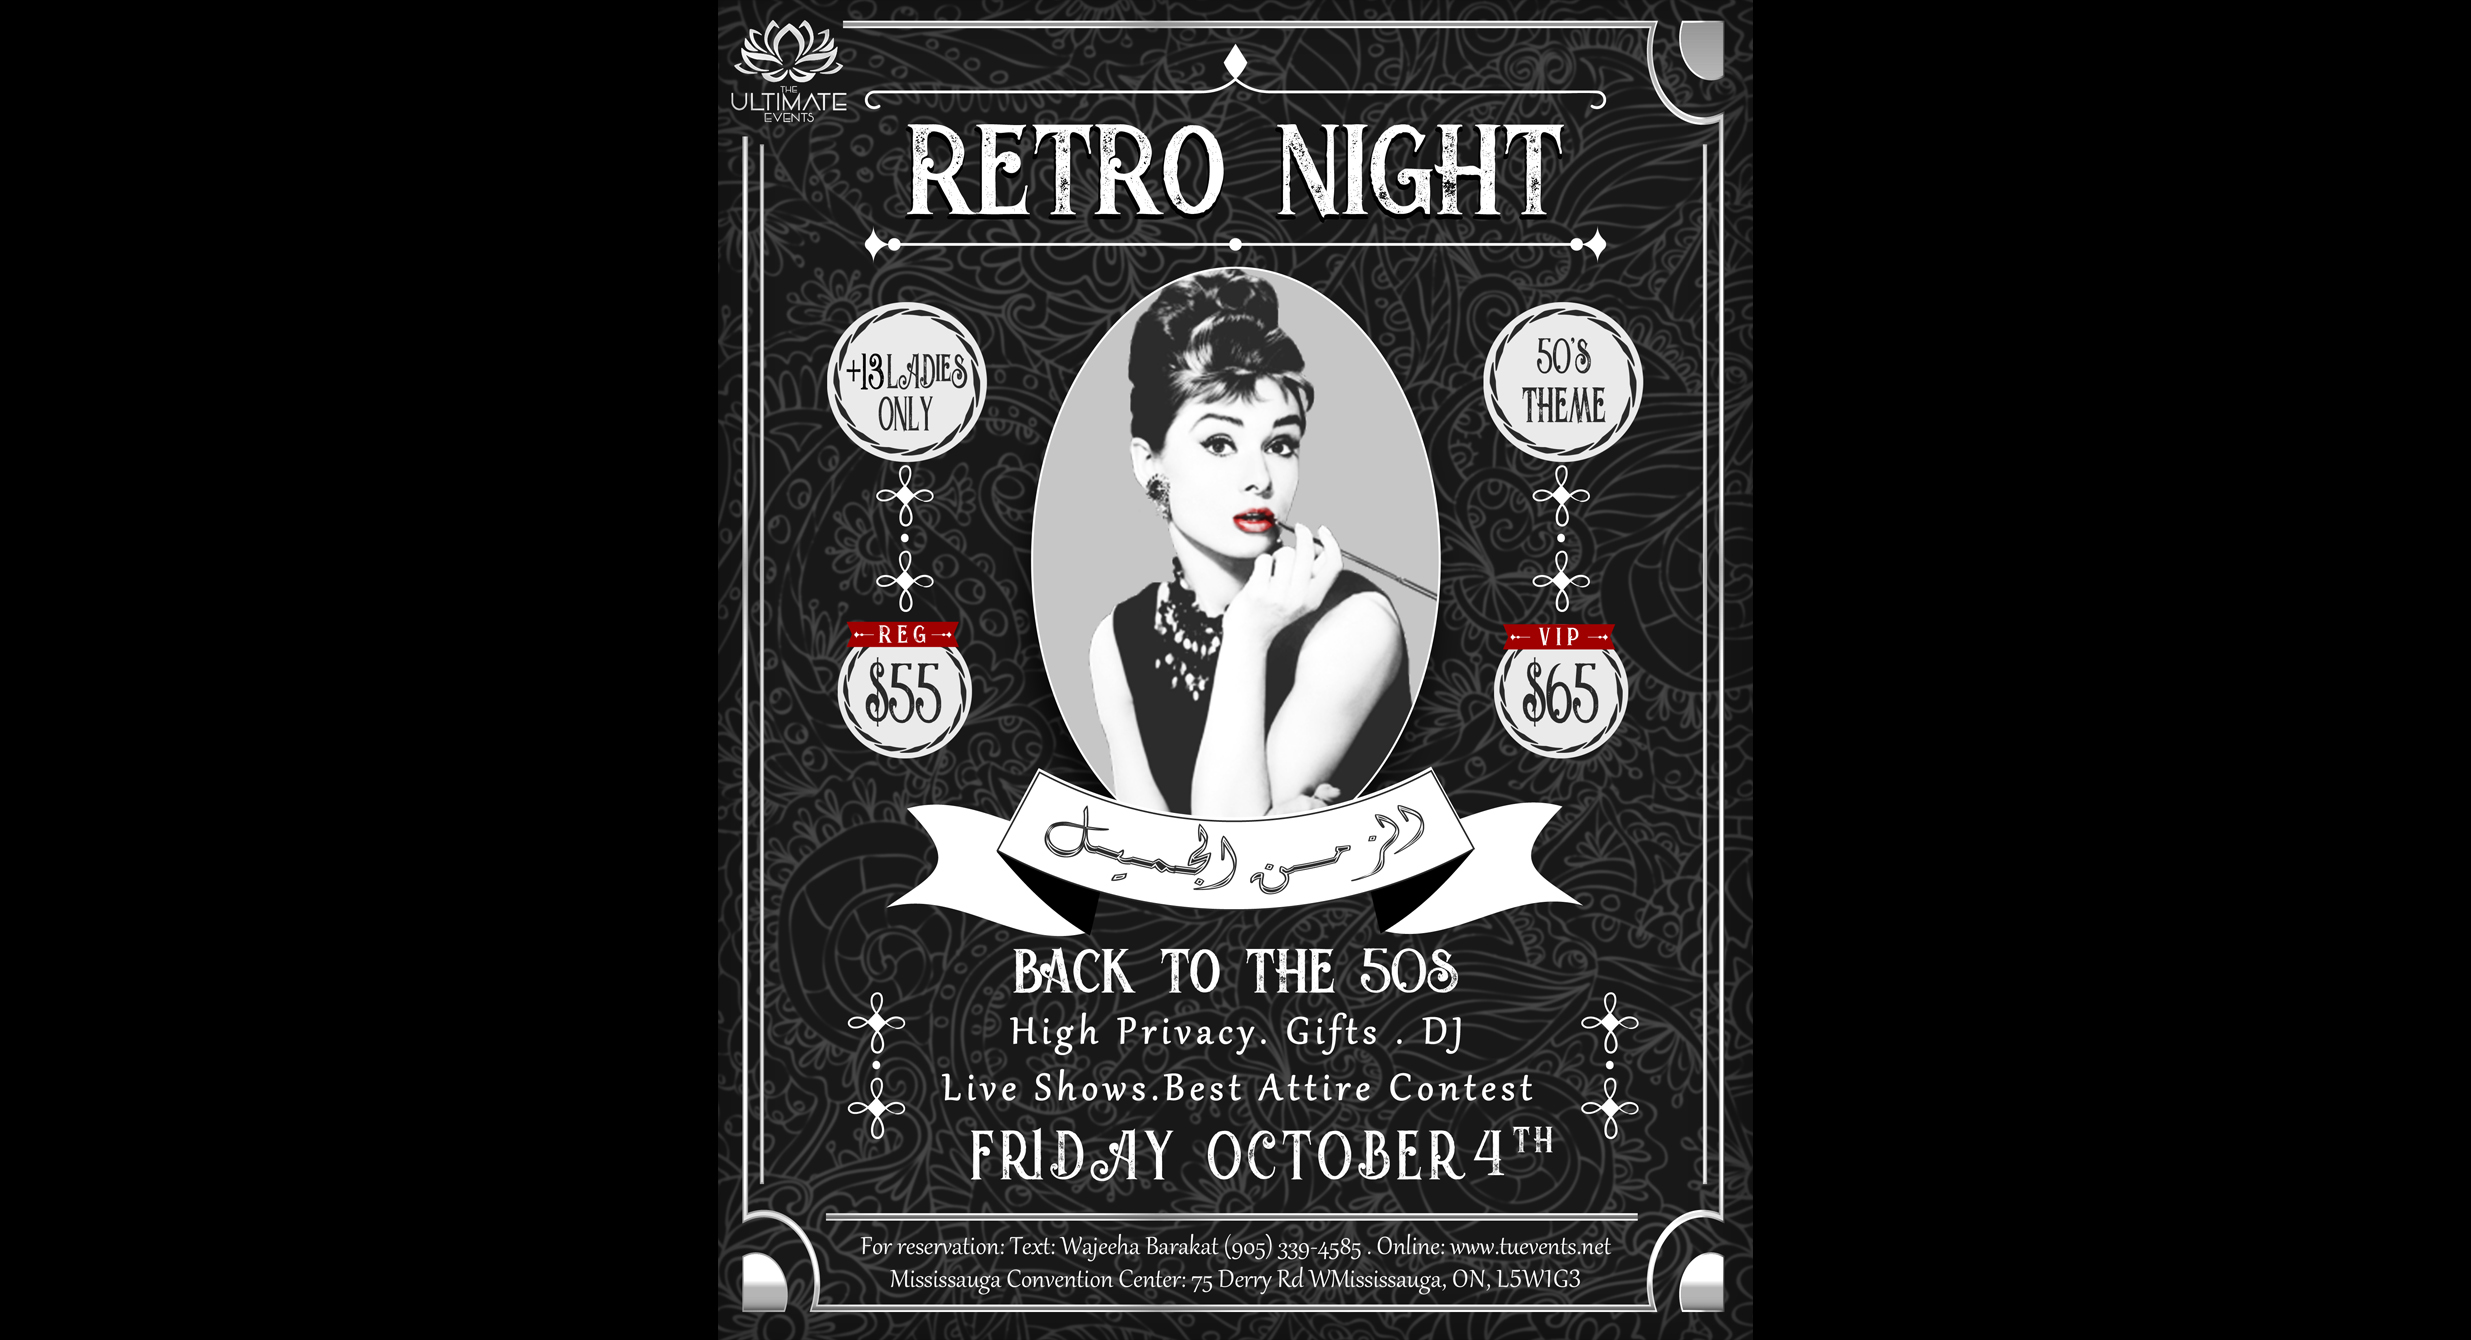 THE
ULTIMATE
EVENTS
RETRO NIGHT
+13 LADIES
ONLY
50'S
THEME
REG
$55
VIP
$65
الزمن الجميل
BACK TO THE 50S
High Privacy. Gifts . DJ
Live Shows.Best Attire Contest
FRIDAY OCTOBER 4TH
For reservation: Text: Wajeeha Barakat (905) 339-4585 . Online: www.tuevents.net
Mississauga Convention Center: 75 Derry Rd WMississauga, ON, L5W1G3